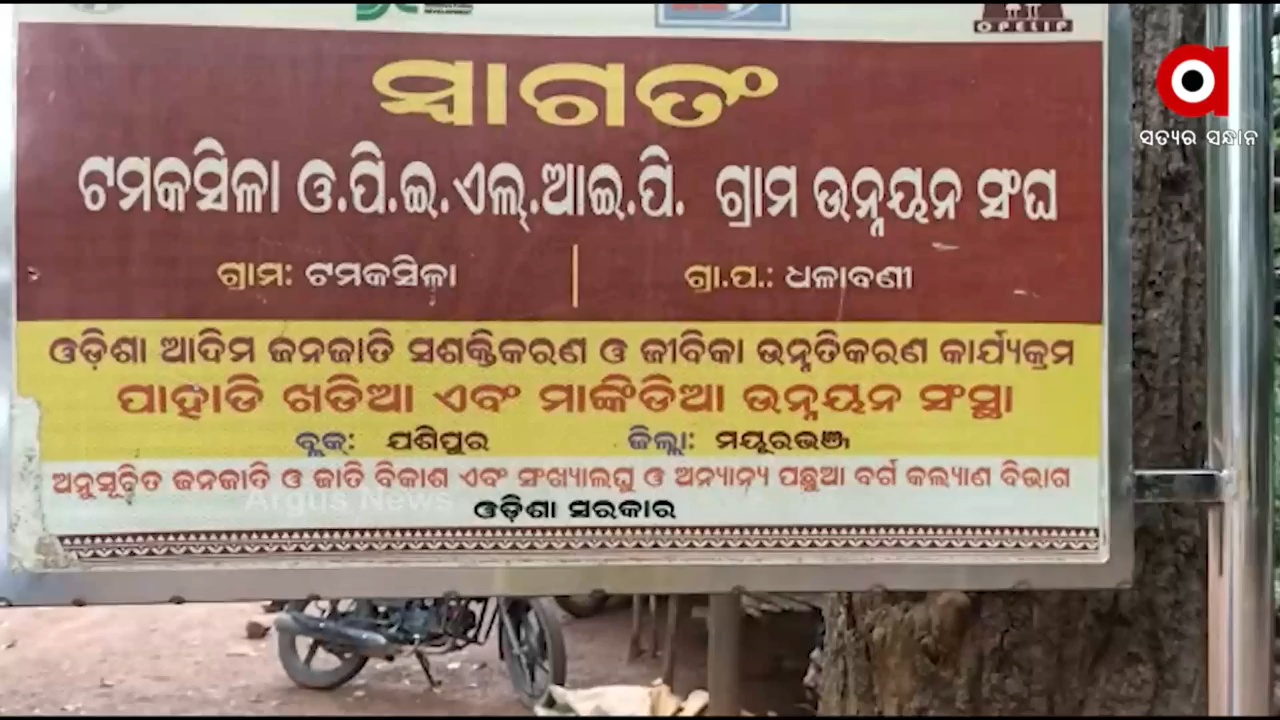 OPELIP
ସ୍ୱାଗତଂ
ସତ୍ୟର ସନ୍ଧାନ
ଟମକସିଳା ଓ.ପି.ଇ.ଏଲ୍.ଆଇ.ପି. ଗ୍ରାମ ଉନ୍ନୟନ ସଂଘ
ଗ୍ରାମ: ଟମକସିଳା | ଗ୍ରା.ପ.: ଧଳାବଣୀ
ଓଡ଼ିଶା ଆଦିମ ଜନଜାତି ସଶକ୍ତିକରଣ ଓ ଜୀବିକା ଉନ୍ନତିକରଣ କାର୍ଯ୍ୟକ୍ରମ
ପାହାଡି ଖଡିଆ ଏବଂ ମାଙ୍କିଡିଆ ଉନ୍ନୟନ ସଂସ୍ଥା
ବ୍ଲକ୍: ଯଶିପୁର ଜିଲ୍ଲା: ମୟୂରଭଞ୍ଜ
ଅନୁସୂଚିତ ଜନଜାତି ଓ ଜାତି ବିକାଶ ଏବଂ ସଂଖ୍ୟାଲଘୁ ଓ ଅନ୍ୟାନ୍ୟ ପଛୁଆ ବର୍ଗ କଲ୍ୟାଣ ବିଭାଗ
Argus News
ଓଡ଼ିଶା ସରକାର